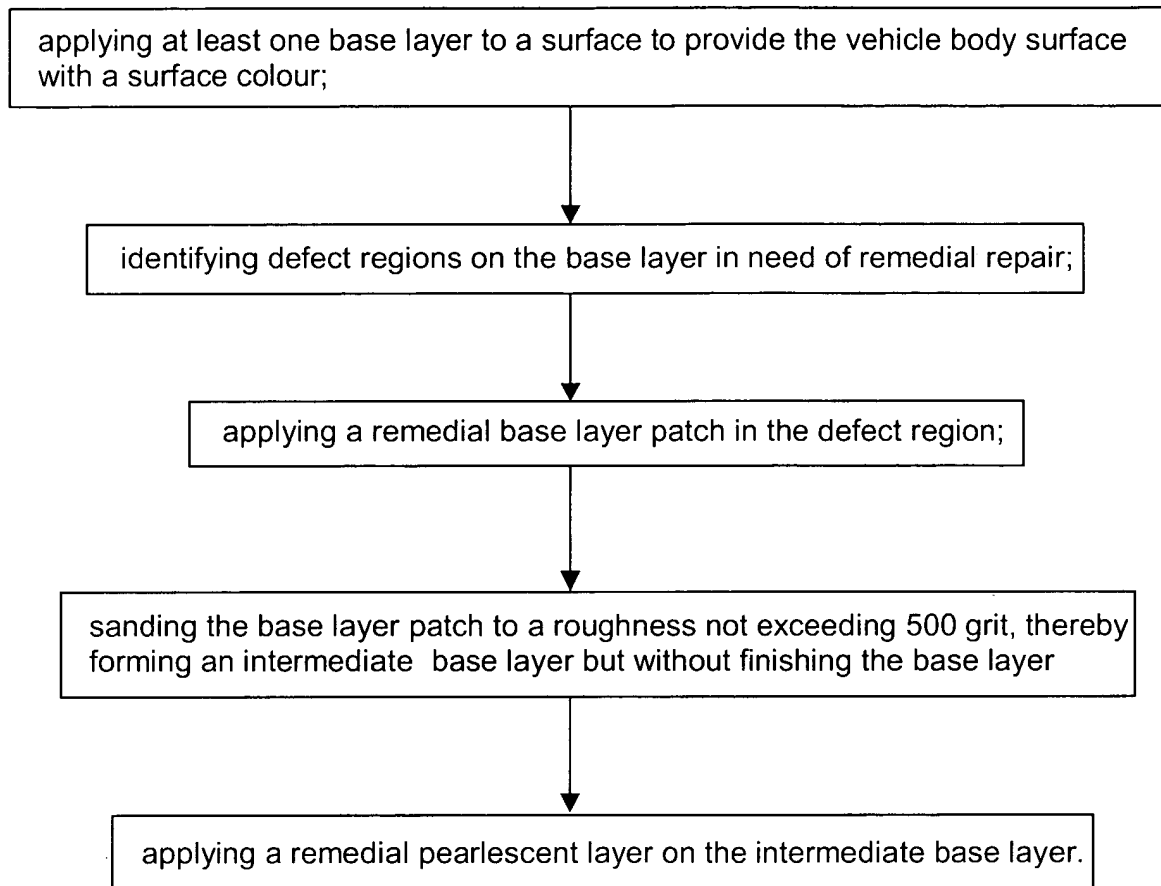 applying at least one base layer to a surface to provide the vehicle body surface
with a surface colour;
identifying defect regions on the base layer in need of remedial repair;
applying a remedial base layer patch in the defect region;
sanding the base layer patch to a roughness not exceeding 500 grit, thereby
forming an intermediate base layer but without finishing the base layer
applying a remedial pearlescent layer on the intermediate base layer.